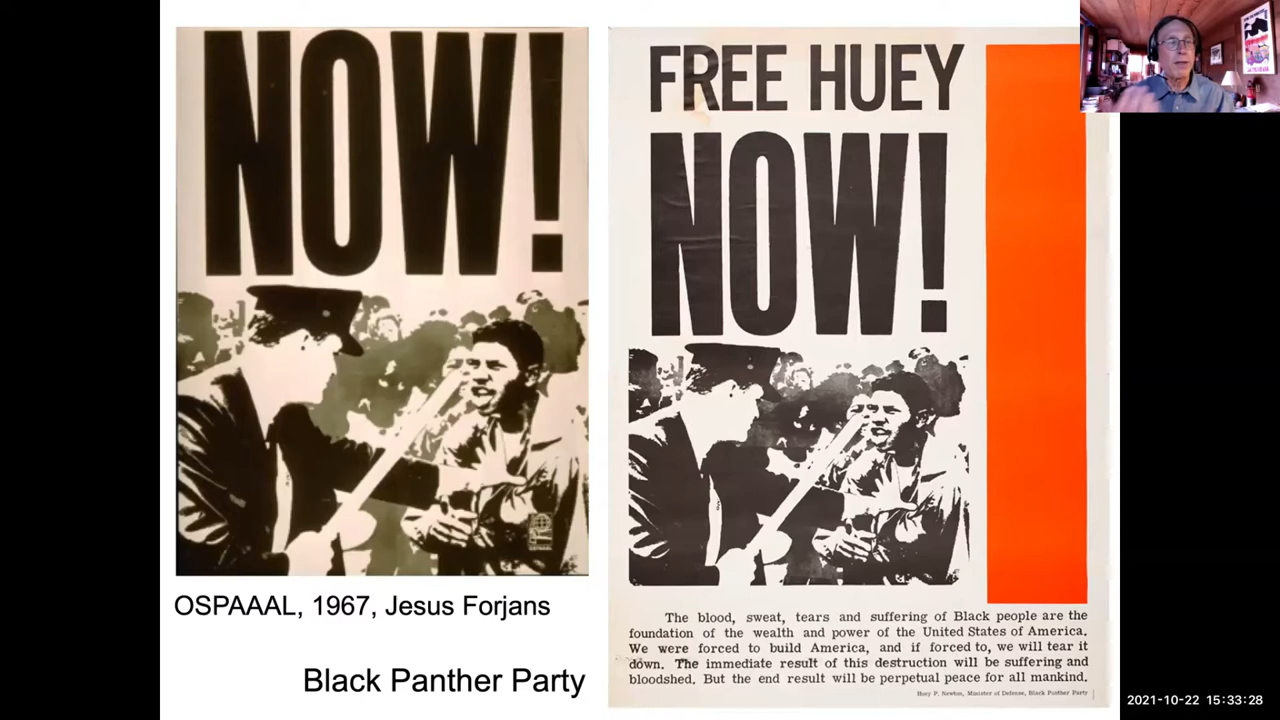 NOW!
OSPAAAL, 1967, Jesus Forjans
Black Panther Party
FREE HUEY
NOW!
The blood, sweat, tears and suffering of Black people are the
foundation of the wealth and power of the United States of America.
We were forced to build America, and if forced to, we will tear it
down. The immediate result of this destruction will be suffering and
bloodshed. But the end result will be perpetual peace for all mankind.
Huey P. Newton, Minister of Defense, Black Panther Party
2021-10-22 15:33:28